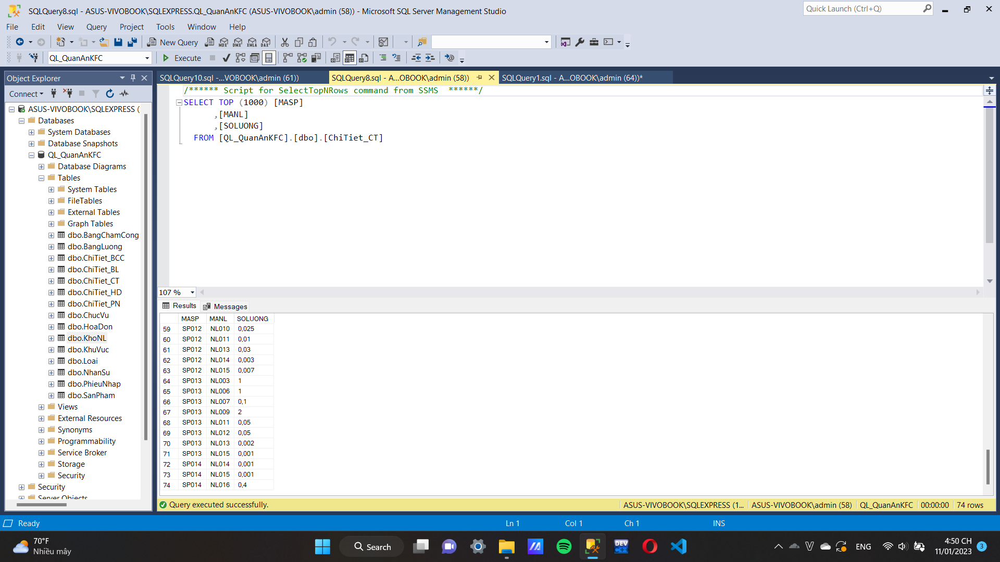 SQLQuery8.sql - ASUS-VIVOBOOK\SQLEXPRESS.QL_QuanAnKFC (ASUS-VIVOBOOK\admin (58)) - Microsoft SQL Server Management Studio
Quick Launch (Ctrl+Q)
File Edit View Query Project Tools Window Help
New Query
MDX DMX XMLA DAX
QL_QuanAnKFC
Execute
Object Explorer
SQLQuery10.sql -...VOBOOK\admin (61))
SQLQuery8.sql - A...OBOOK\admin (58))
SQLQuery1.sql - A...OBOOK\admin (64))*
Connect
ASUS-VIVOBOOK\SQLEXPRESS (
Databases
System Databases
Database Snapshots
QL_QuanAnKFC
Database Diagrams
Tables
System Tables
FileTables
External Tables
Graph Tables
dbo.BangChamCong
dbo.BangLuong
dbo.ChiTiet_BCC
dbo.ChiTiet_BL
dbo.ChiTiet_CT
dbo.ChiTiet_HD
dbo.ChiTiet_PN
dbo.ChucVu
dbo.HoaDon
dbo.KhoNL
dbo.KhuVuc
dbo.Loai
dbo.NhanSu
dbo.PhieuNhap
dbo.SanPham
Views
External Resources
Synonyms
Programmability
Service Broker
Storage
Security
Security
Server Objects
/****** Script for SelectTopNRows command from SSMS  ******/
SELECT TOP (1000) [MASP]
,[MANL]
,[SOLUONG]
FROM [QL_QuanAnKFC].[dbo].[ChiTiet_CT]
107 %
Results Messages
MASP MANL SOLUONG
59 SP012 NL010 0,025
60 SP012 NL011 0,01
61 SP012 NL013 0,03
62 SP012 NL014 0,003
63 SP012 NL015 0,007
64 SP013 NL003 1
65 SP013 NL006 1
66 SP013 NL007 0,1
67 SP013 NL009 2
68 SP013 NL011 0,05
69 SP013 NL012 0,05
70 SP013 NL013 0,002
71 SP013 NL015 0,001
72 SP014 NL014 0,001
73 SP014 NL015 0,001
74 SP014 NL016 0,4
Query executed successfully.
ASUS-VIVOBOOK\SQLEXPRESS (1... ASUS-VIVOBOOK\admin (58) QL_QuanAnKFC 00:00:00 74 rows
Ready Ln 1 Col 1 Ch 1 INS
70°F
Nhiều mây
Search
DEV C++
ENG
4:50 CH
11/01/2023
3